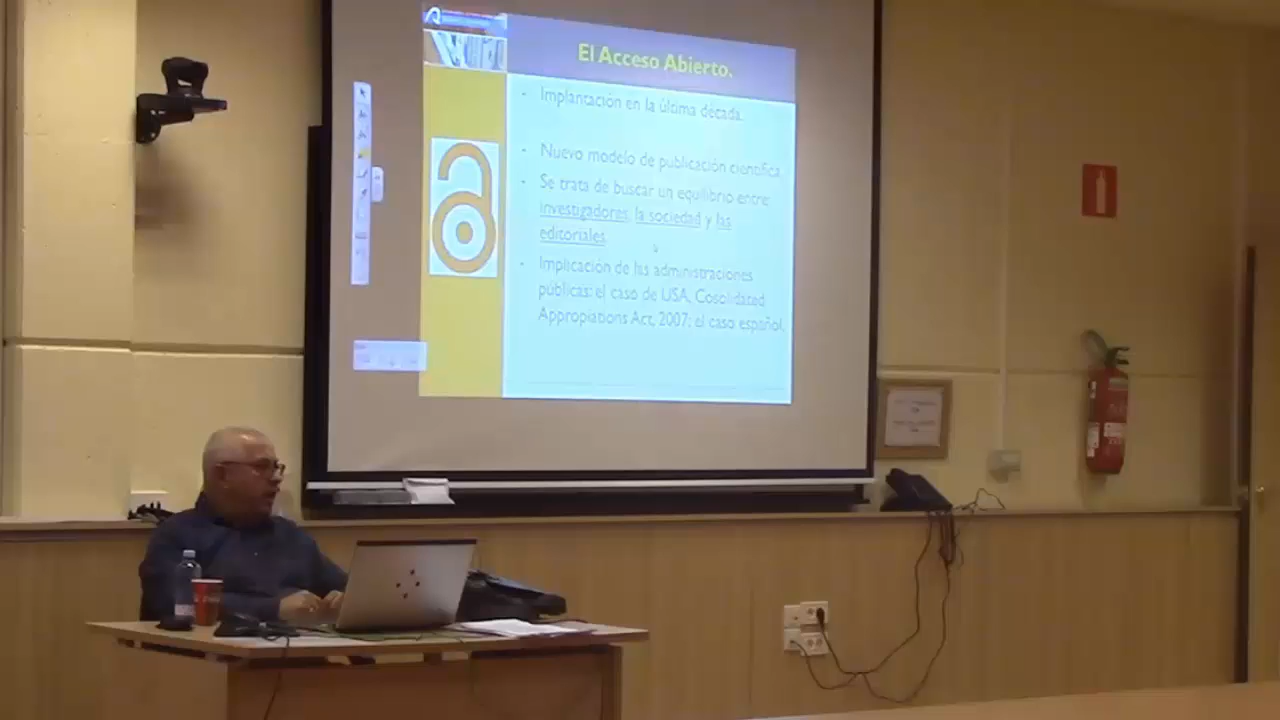 El Acceso Abierto.
- Implantación en la última década.
- Nuevo modelo de publicación científica.
- Se trata de buscar un equilibrio entre
investigadores, la sociedad y las
editoriales.
- Implicación de las administraciones
públicas: el caso de USA, Cosolidated
Appropiations Act, 2007; el caso español.